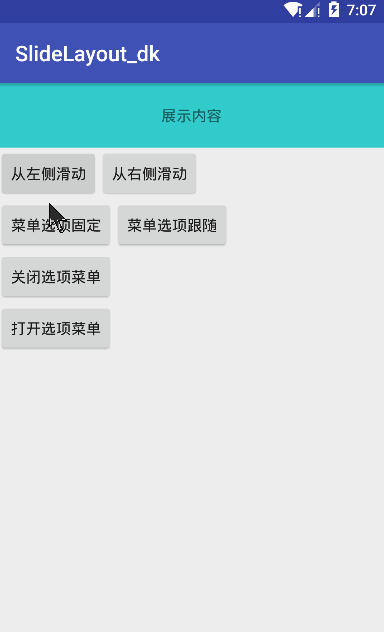 7:07
SlideLayout_dk
展示内容
从左侧滑动 从右侧滑动
菜单选项固定 菜单选项跟随
关闭选项菜单
打开选项菜单